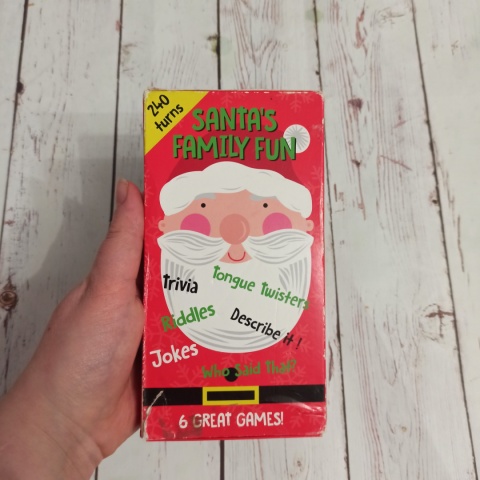 240
turns
SANTA'S
FAMILY FUN
Trivia
Tongue Twisters
Riddles
Describe it!
Jokes
Who Said That?
6 GREAT GAMES!